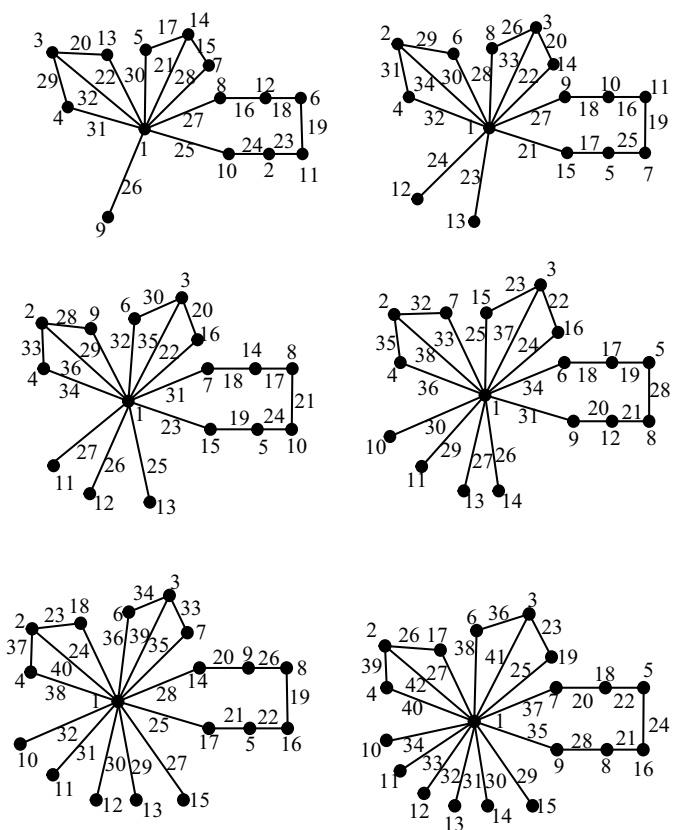 14
3 20 13 5 17 15
22 30 21 28 7
29 32 8 12 6
4 31 27 16 18
1 25 24 23 19
10 2 11
26
9
2 29 6 8 26 3
31 34 30 28 33 20
22 14 9 10 11
4 32 27 18 16
1 21 17 25 19
24 23 15 5 7
12
13
3
2 28 9 6 30 20
33 36 29 32 35 22 16
4 34 31 7 14 8
18 17
1 23 19 24 21
27 26 25 15 5 10
11 12 13
3
2 32 7 15 23 22
35 38 33 25 37 24 16
4 36 34 6 17 5
18 19
1 31 20 21 28
10 30 29 27 26 9 12 8
11 13 14
3
2 23 18 6 34 33
37 40 24 36 39 35 7
4 38 28 20 9 26 8
1 14
25 21 22 19
32 31 17 5 16
10 30 29 27
11 12 13 15
3
2 26 17 6 36 23
39 42 27 38 41 25 19
4 40 37 7 18 5
20 22
1 35 28 21 24
10 34 33 9 8 16
11 32 31 30 29
12 13 14 15